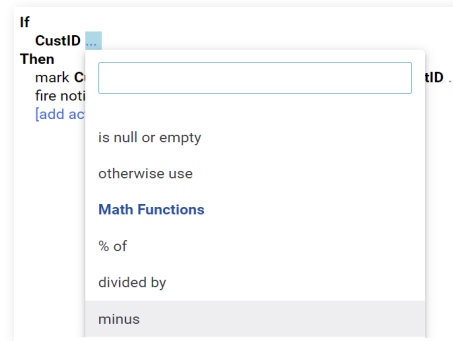 If
CustID ...
Then
mark C tID .
fire noti
[add ac
is null or empty
otherwise use
Math Functions
% of
divided by
minus